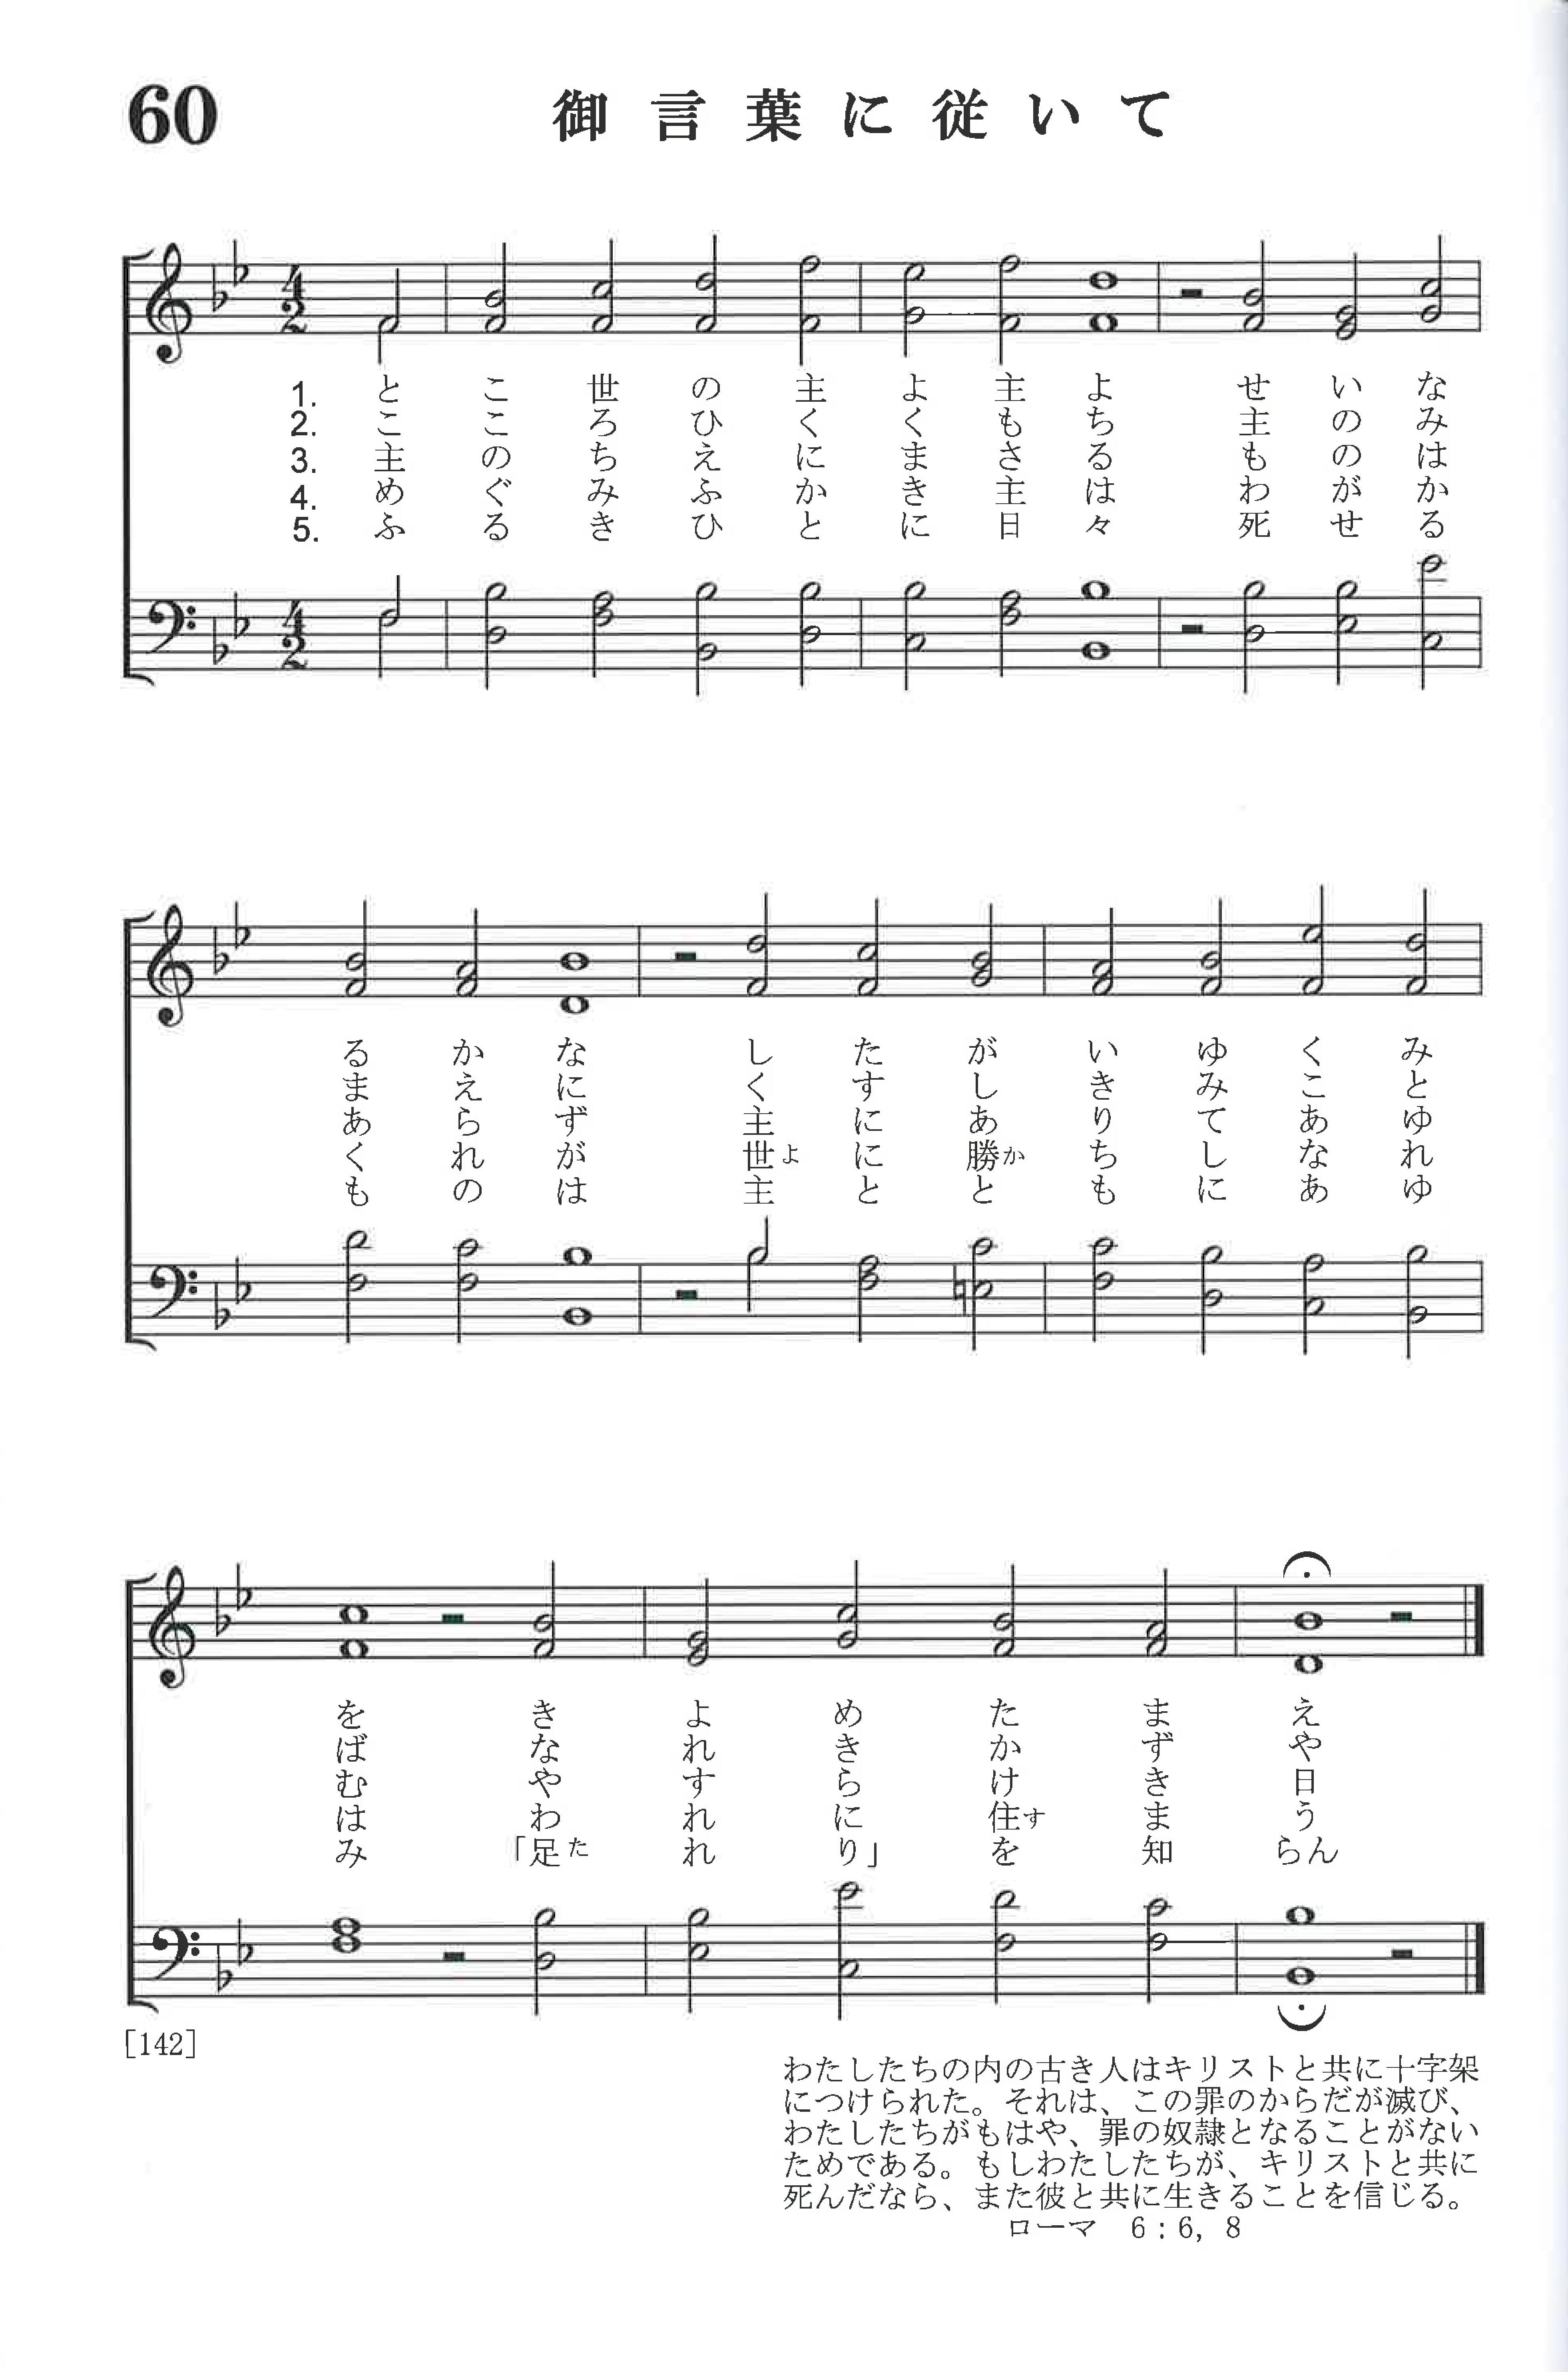 60
御言葉に従いて
1. とこ世の主よ主よ せいな
2. こころひくくもち 主のみ
3. 主のちえにまさる もののは
4. めぐみふかき主は わがか
5. ふるきひとに日々 死せる
るかなな したがいゆくみ
まえに くすしきみこと
あらず 主にありてあゆ
くれが 世よに勝かちしなれ
ものは 主とともにあゆ
を きよめたまえ
ば なれきかずや
む やすらけき日
は われに住すまう
み 「足たれり」を知らん
[142]
わたしたちの内の古き人はキリストと共に十字架
につけられた。それは、この罪のからだが滅び、
わたしたちがもはや、罪の奴隷となることがない
ためである。もしわたしたちが、キリストと共に
死んだなら、また彼と共に生きることを信じる。
ローマ 6:6, 8